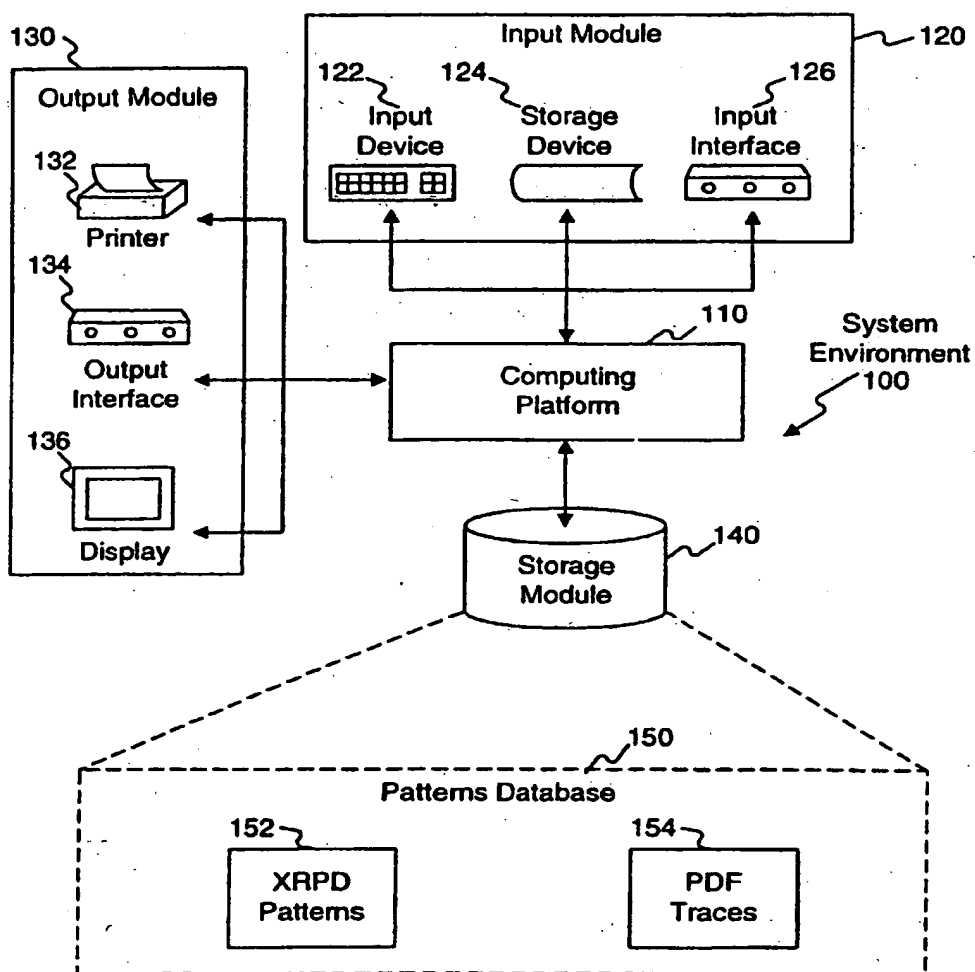 130
Output Module
132
Printer
134
Output
Interface
136
Display
Input Module
120
122
124
126
Input
Device
Storage
Device
Input
Interface
110
Computing
Platform
System
Environment
100
140
Storage
Module
150
Patterns Database
152
XRPD
Patterns
154
PDF
Traces